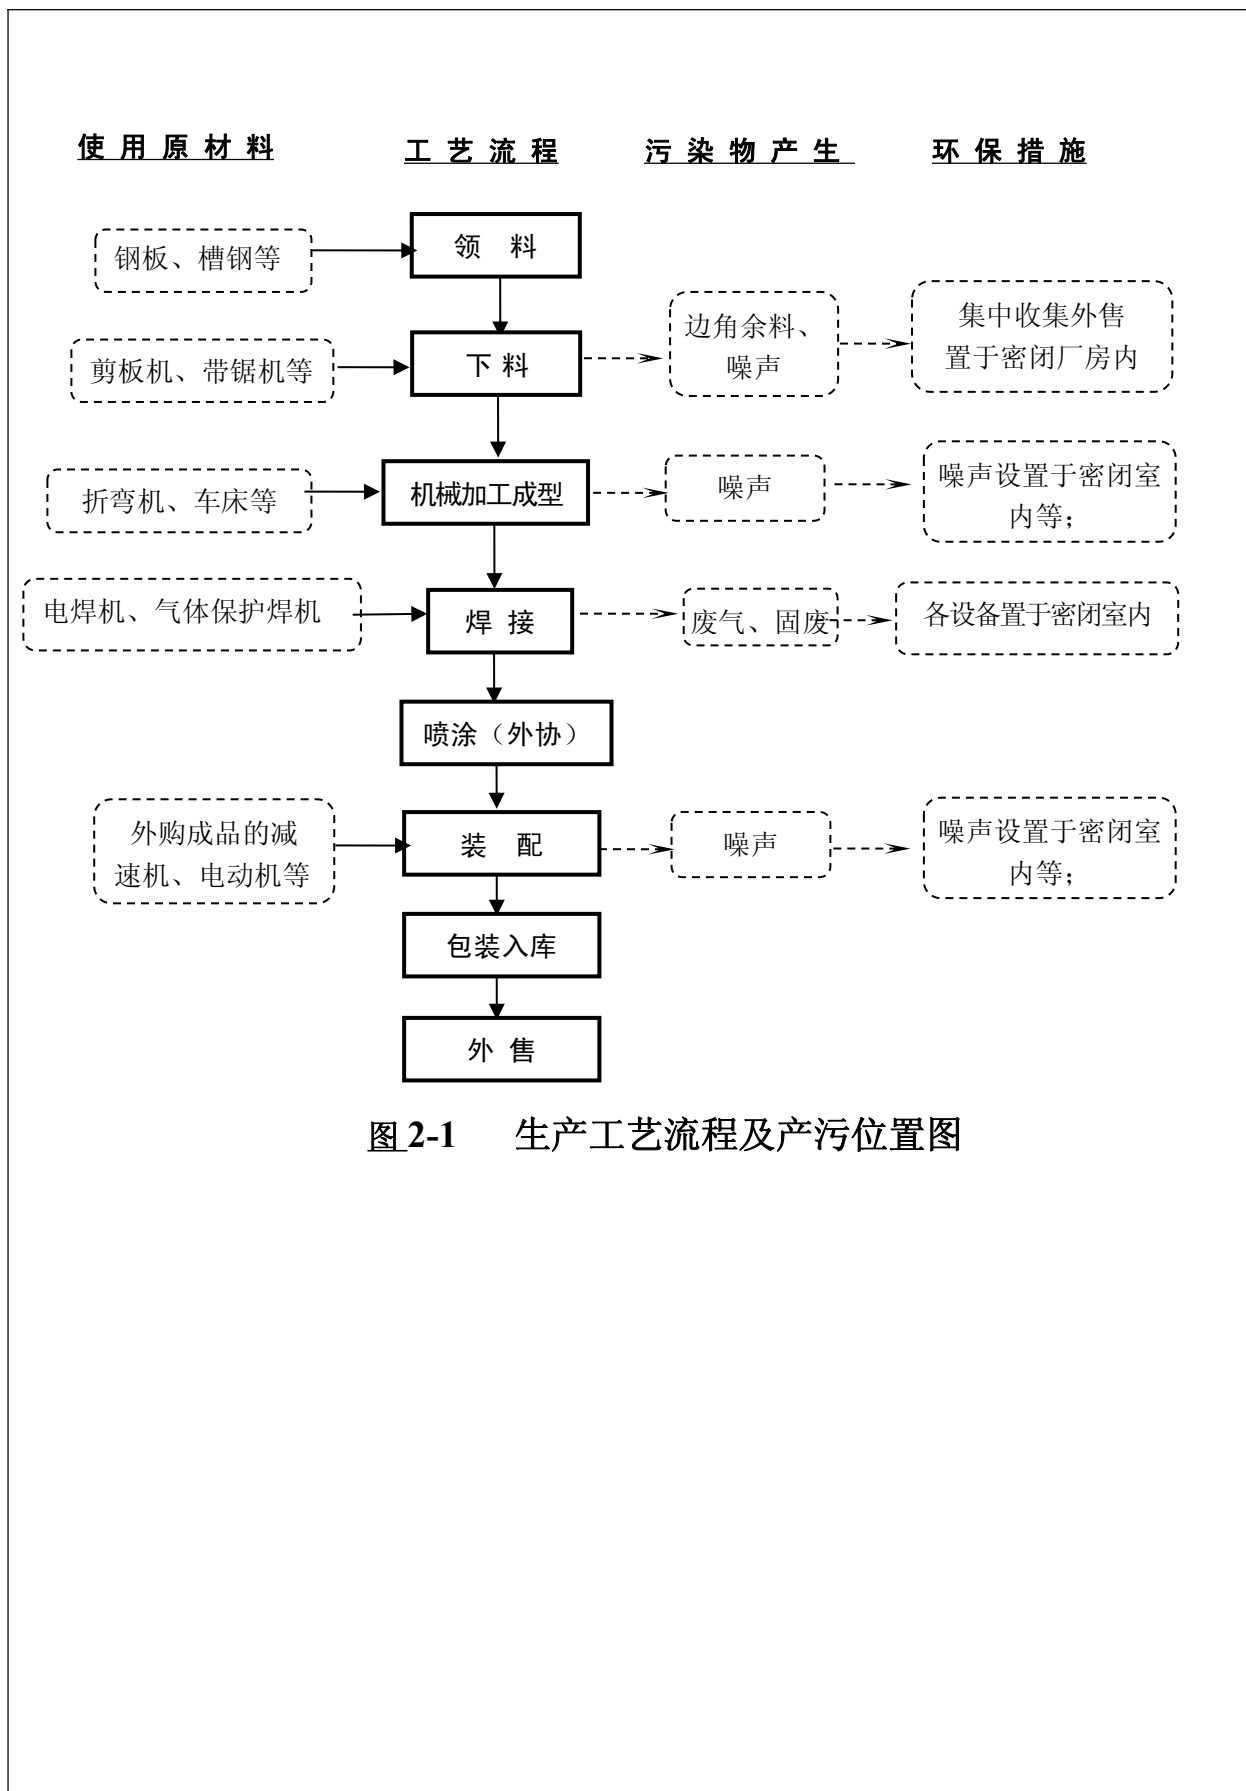 使用原材料 工艺流程 污染物产生 环保措施
钢板、槽钢等
领 料
剪板机、带锯机等
下 料
边角余料、
噪声
集中收集外售
置于密闭厂房内
折弯机、车床等
机械加工成型
噪声
噪声设置于密闭室
内等；
电焊机、气体保护焊机
焊 接
废气、固废
各设备置于密闭室内
喷涂（外协）
外购成品的减
速机、电动机等
装 配
噪声
噪声设置于密闭室
内等；
包装入库
外 售
图2-1 生产工艺流程及产污位置图